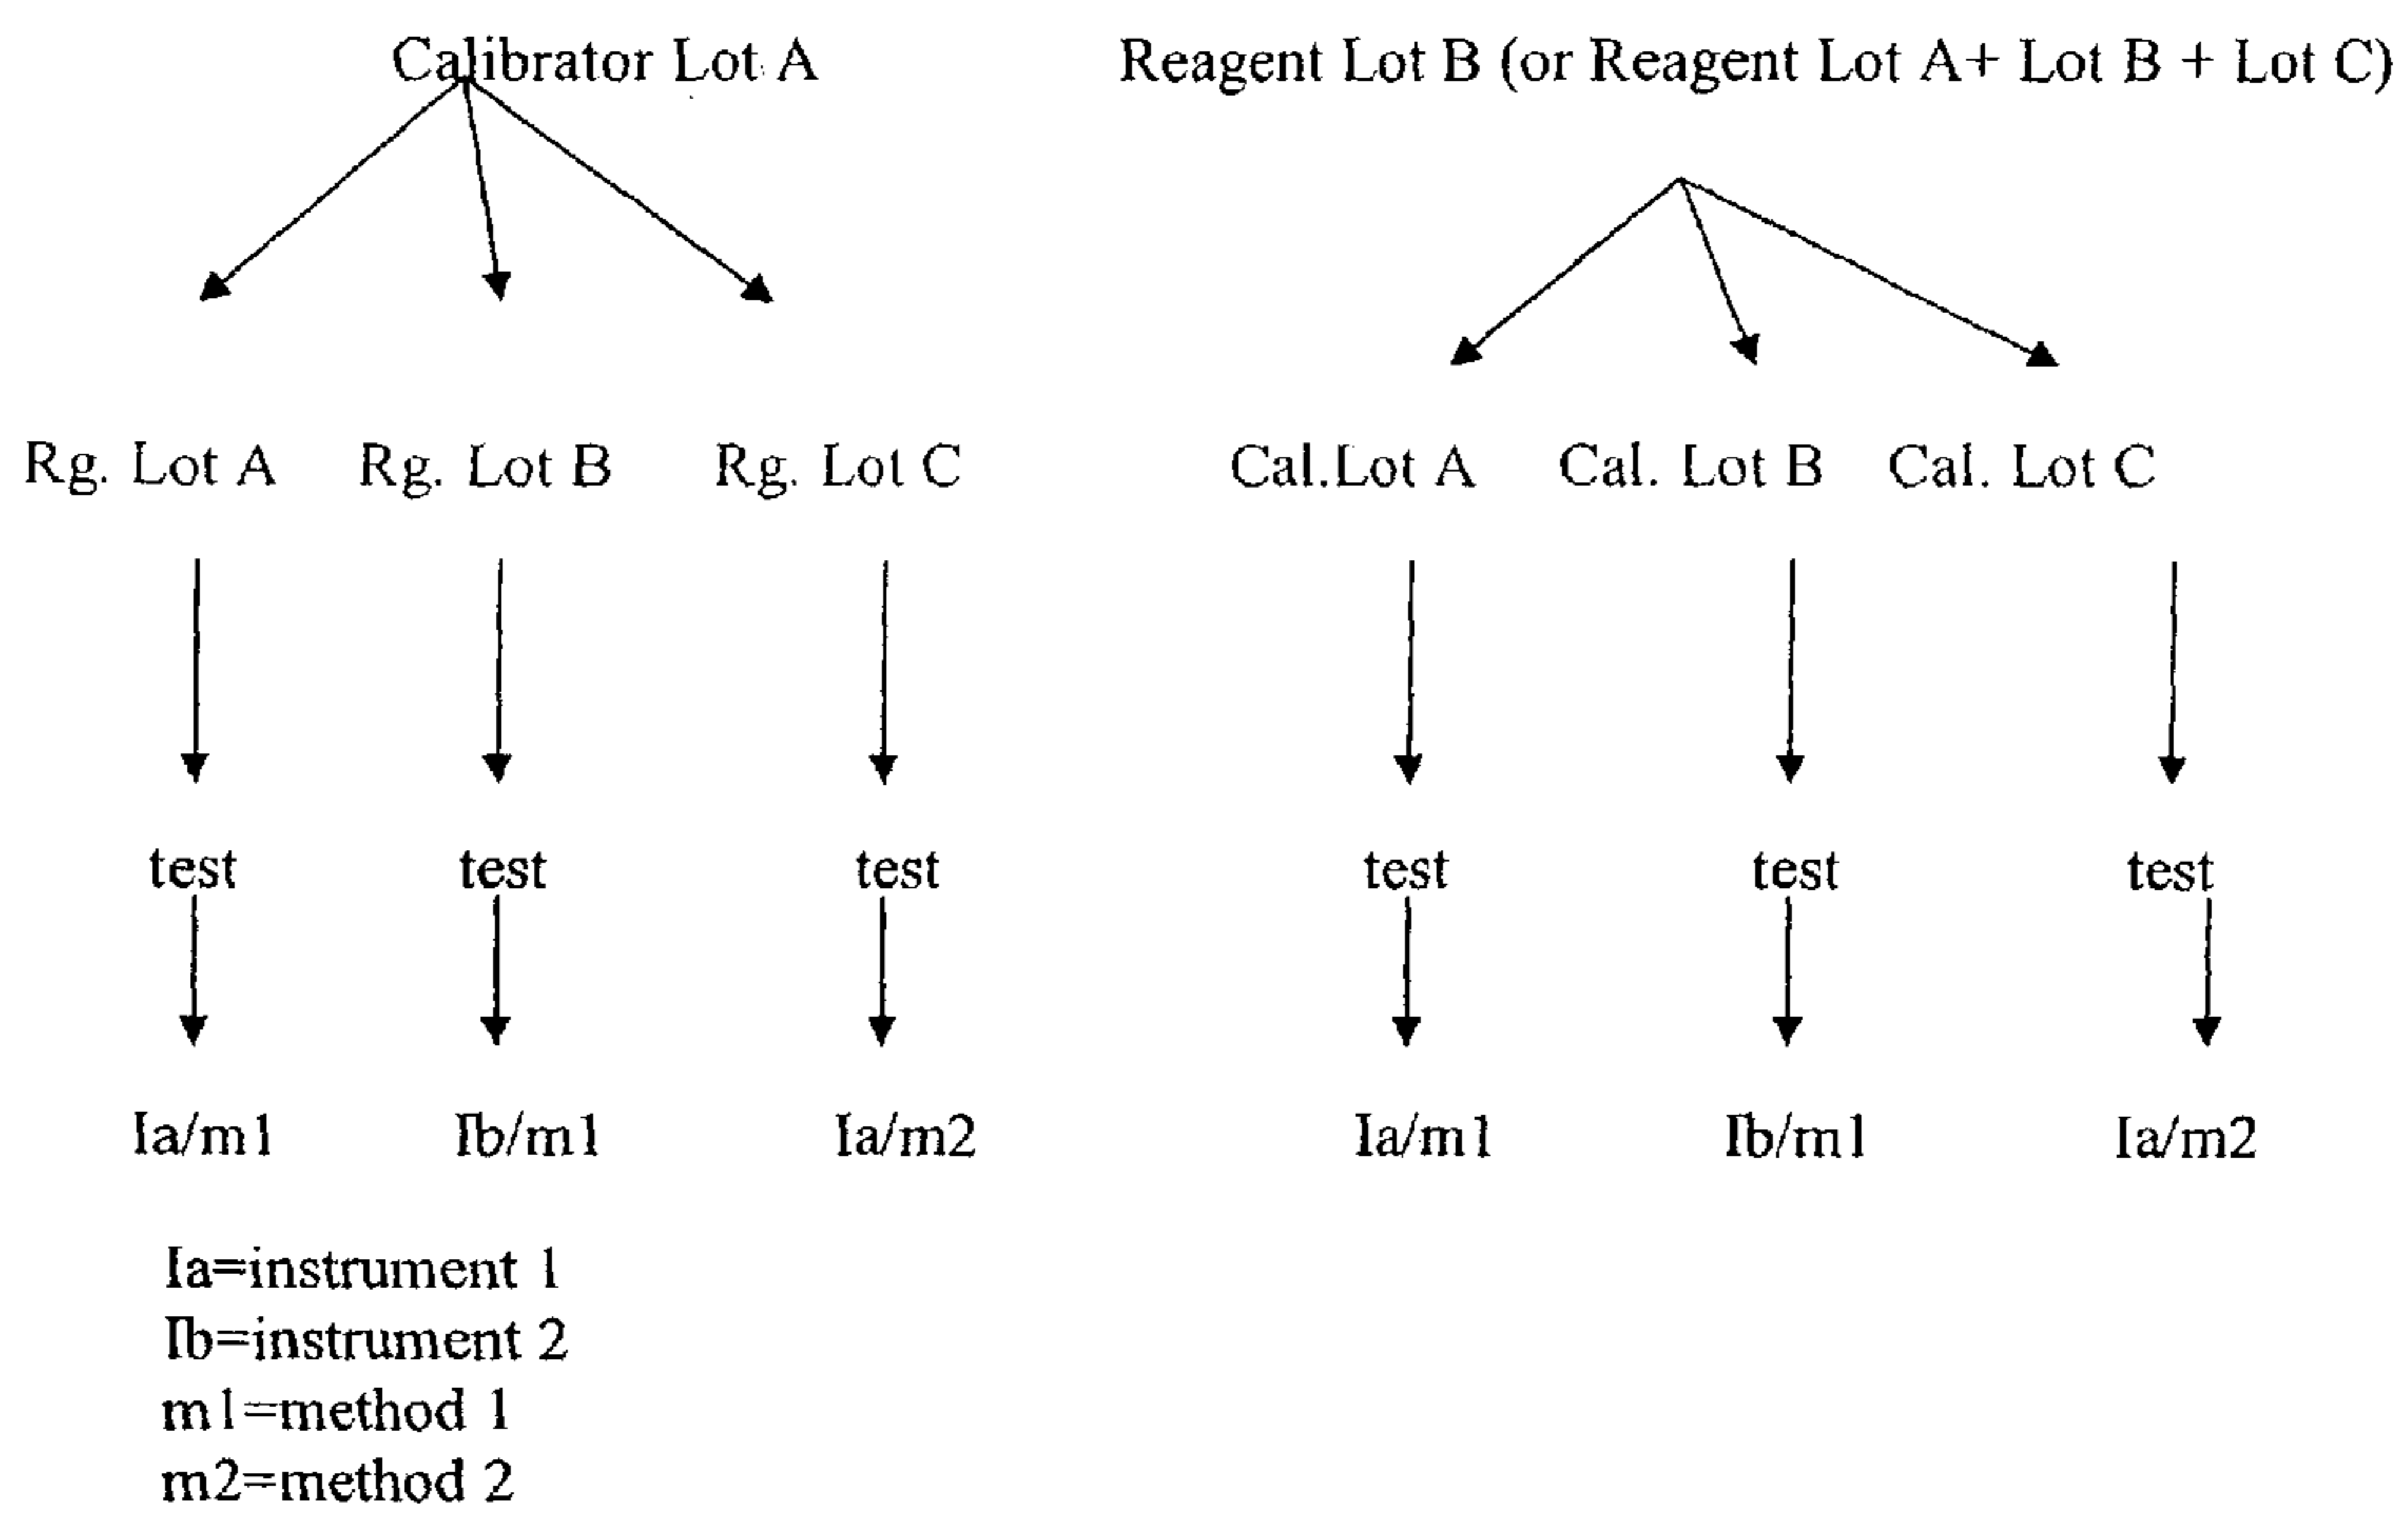 Calibrator Lot A
Reagent Lot B (or Reagent Lot A+ Lot B + Lot C)
Rg. Lot A
Rg. Lot B
Rg. Lot C
Cal.Lot A
Cal. Lot B
Cal. Lot C
test
test
test
test
test
test
Ia/m1
Ib/m1
Ia/m2
Ia/m1
Ib/m1
Ia/m2
Ia=instrument 1
Ib=instrument 2
m1=method 1
m2=method 2